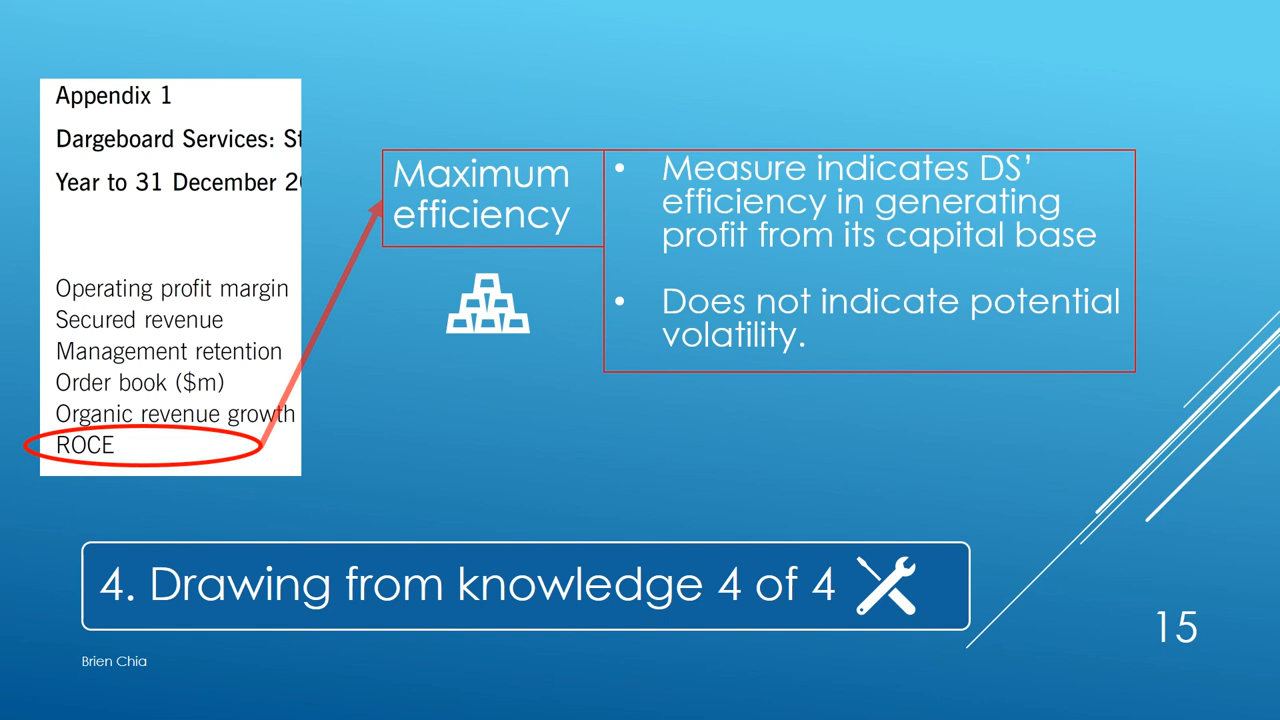 Appendix 1
Dargeboard Services: St
Year to 31 December 20
Operating profit margin
Secured revenue
Management retention
Order book ($m)
Organic revenue growth
ROCE
Maximum
efficiency
• Measure indicates DS’
efficiency in generating
profit from its capital base
• Does not indicate potential
volatility.
4. Drawing from knowledge 4 of 4
15
Brien Chia